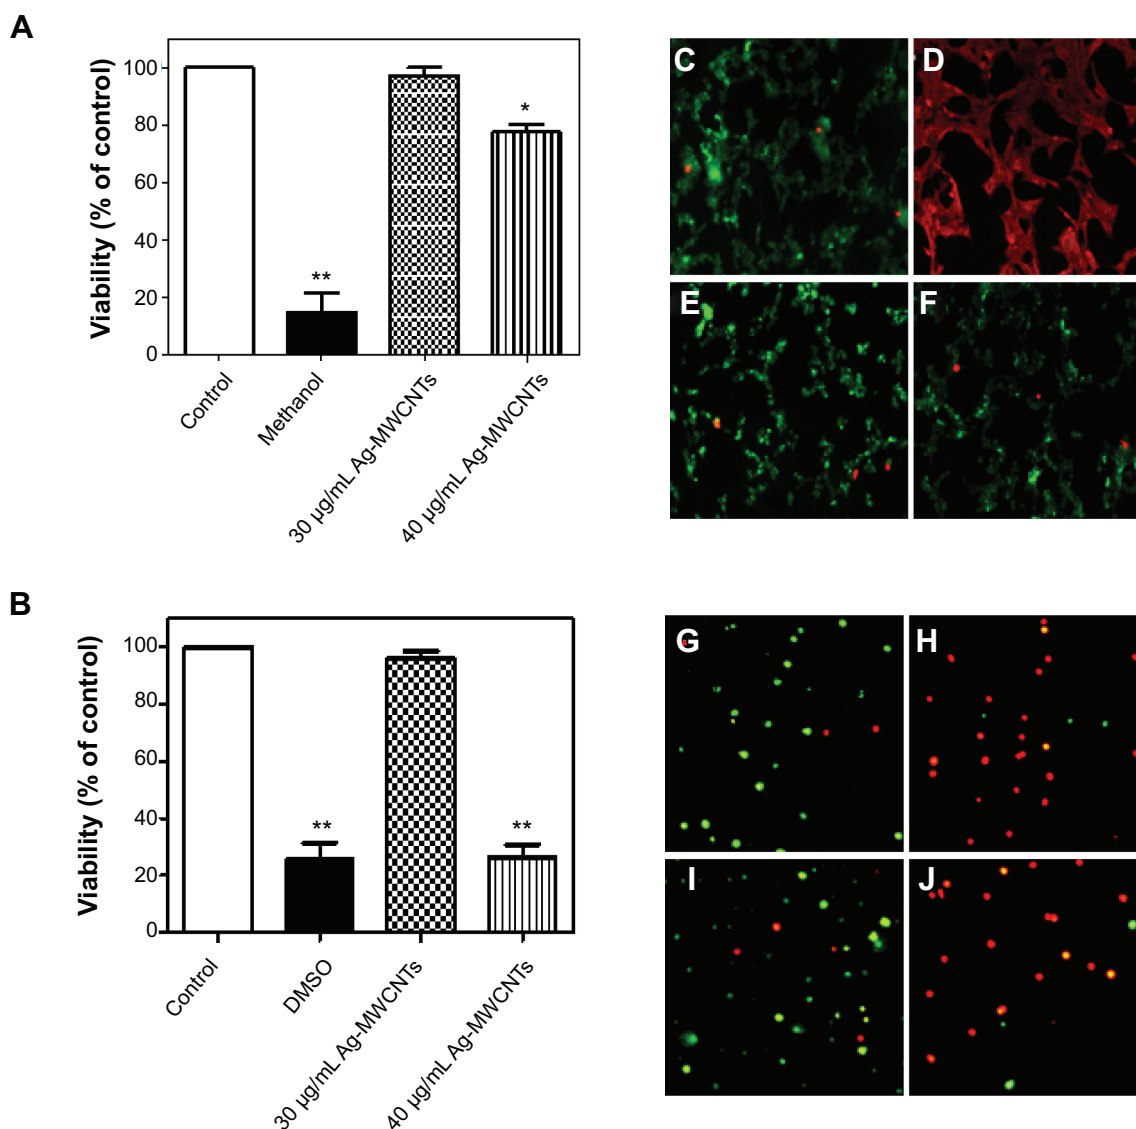 A
Viability (% of control)
100
80
60
40
20
0
**
*
Control
Methanol
30 µg/mL Ag-MWCNTs
40 µg/mL Ag-MWCNTs
C
D
E
F
B
Viability (% of control)
100
80
60
40
20
0
**
**
Control
DMSO
30 µg/mL Ag-MWCNTs
40 µg/mL Ag-MWCNTs
G
H
I
J